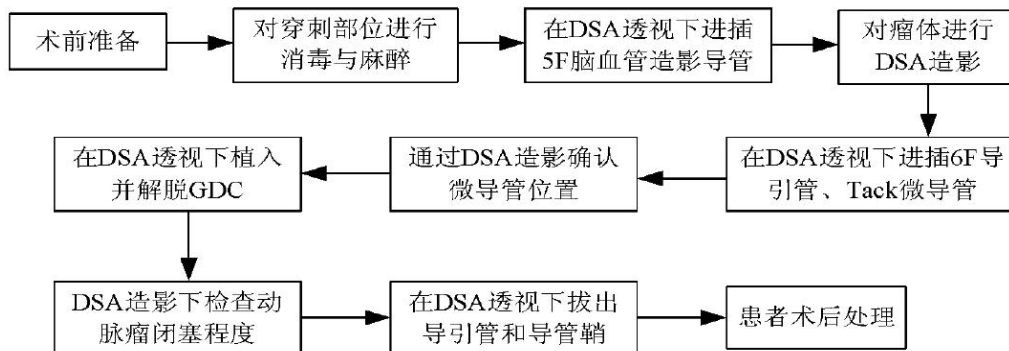 术前准备
对穿刺部位进行
消毒与麻醉
在DSA透视下进插
5F脑血管造影导管
对瘤体进行
DSA造影
在DSA透视下进插6F导
引管、Tack微导管
通过DSA造影确认
微导管位置
在DSA透视下植入
并解脱GDC
DSA造影下检查动
脉瘤闭塞程度
在DSA透视下拔出
导引管和导管鞘
患者术后处理